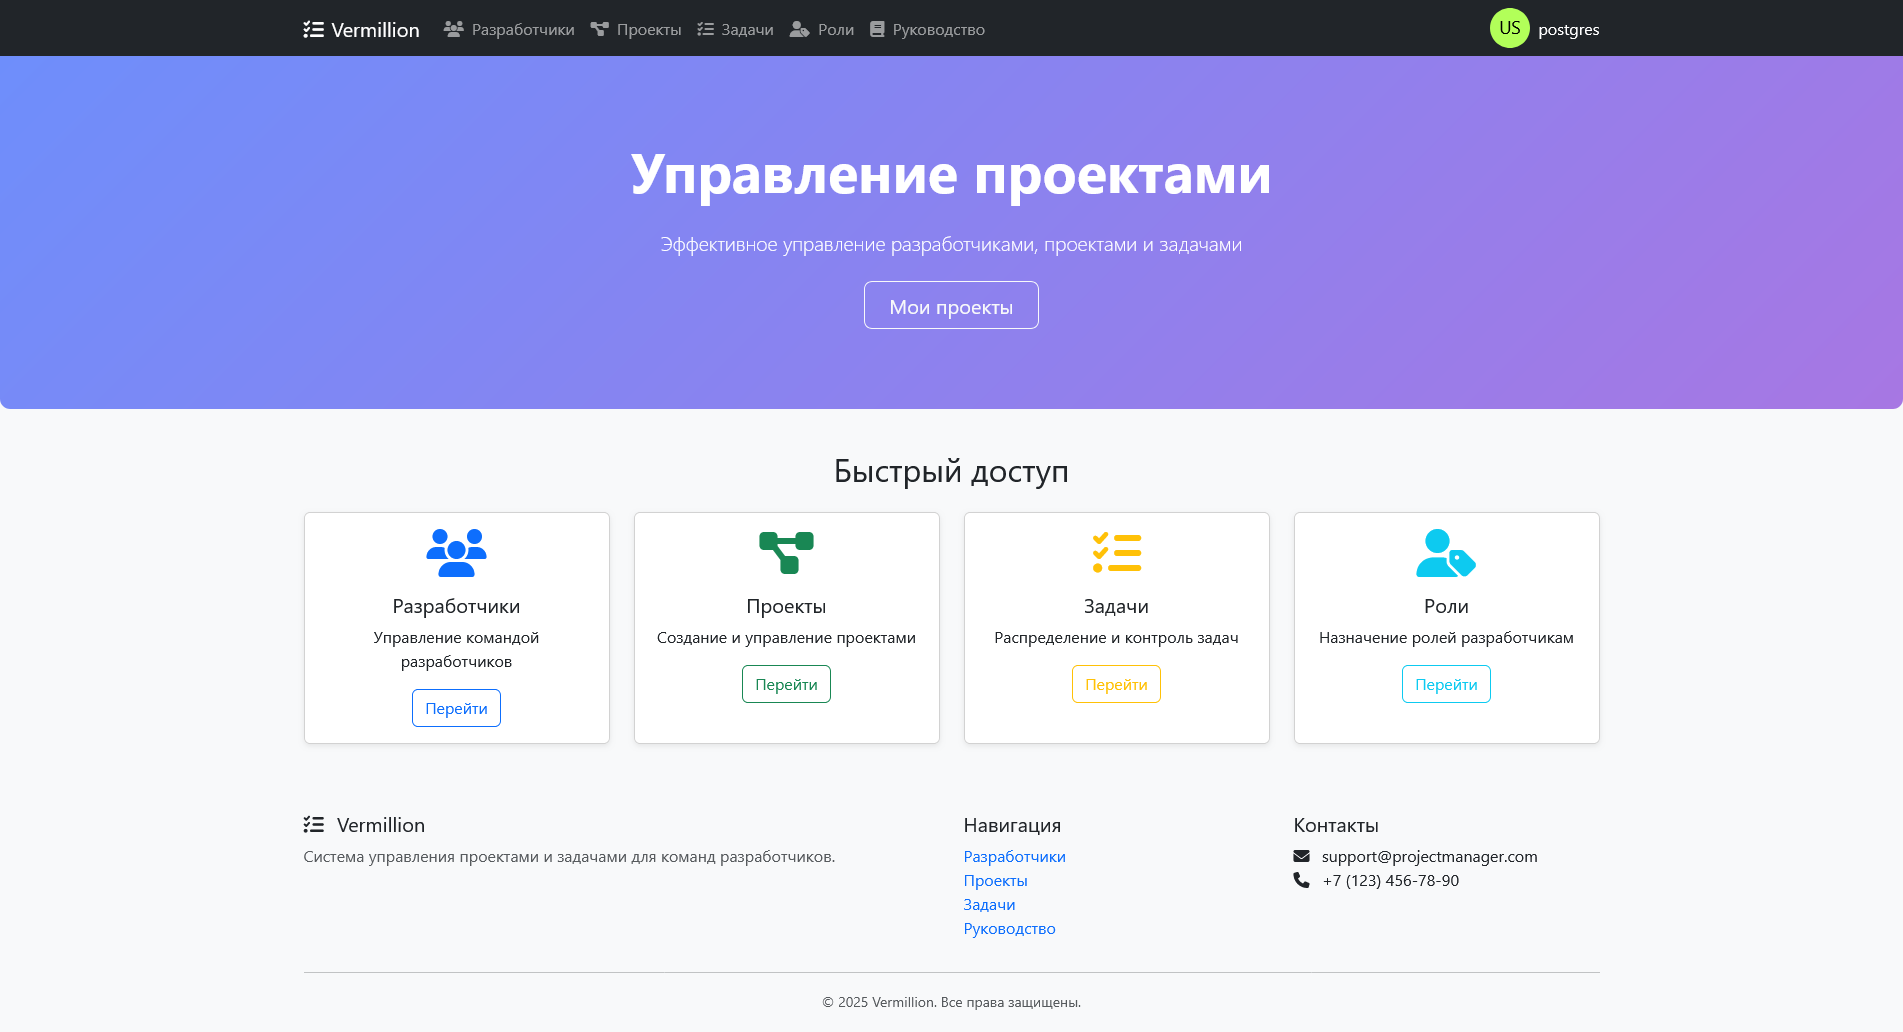 Vermillion Разработчики Проекты Задачи Роли Руководство US postgres
Управление проектами
Эффективное управление разработчиками, проектами и задачами
Мои проекты
Быстрый доступ
Разработчики
Управление командой
разработчиков
Перейти
Проекты
Создание и управление проектами
Перейти
Задачи
Распределение и контроль задач
Перейти
Роли
Назначение ролей разработчикам
Перейти
Vermillion
Система управления проектами и задачами для команд разработчиков.
Навигация
Разработчики
Проекты
Задачи
Руководство
Контакты
support@projectmanager.com
+7 (123) 456-78-90
© 2025 Vermillion. Все права защищены.